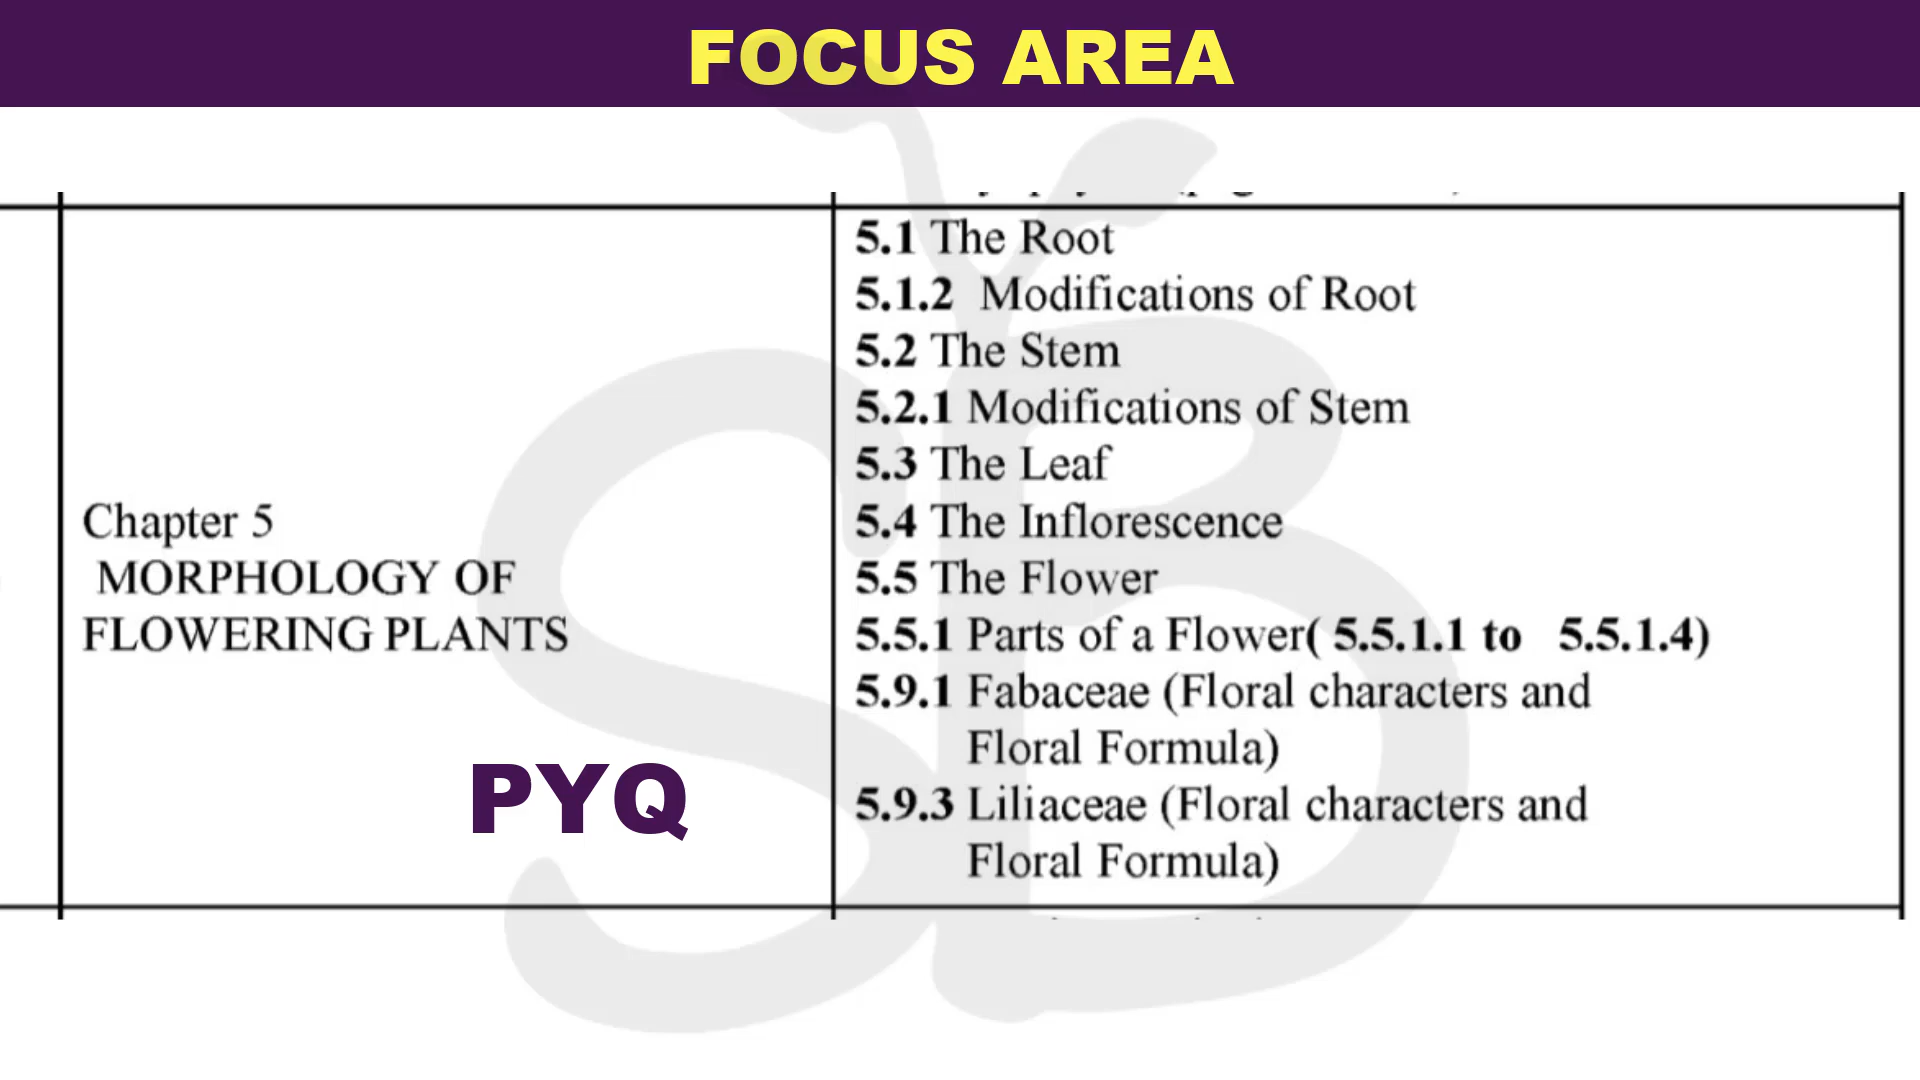 FOCUS AREA
5.1 The Root
5.1.2 Modifications of Root
5.2 The Stem
5.2.1 Modifications of Stem
5.3 The Leaf
Chapter 5
5.4 The Inflorescence
MORPHOLOGY OF
5.5 The Flower
FLOWERING PLANTS
5.5.1 Parts of a Flower( 5.5.1.1 to 5.5.1.4)
5.9.1 Fabaceae (Floral characters and
Floral Formula)
PYQ
5.9.3 Liliaceae (Floral characters and
Floral Formula)
SB